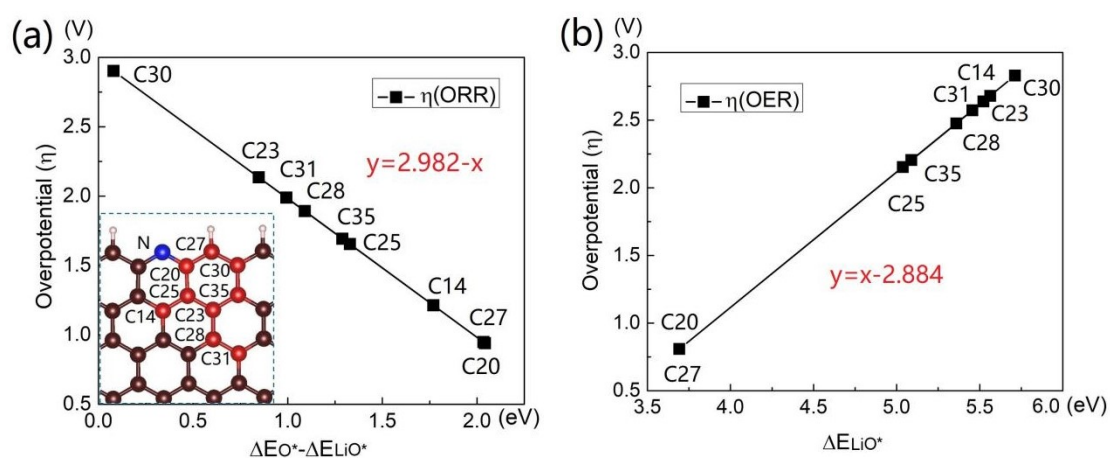 (a)
(V)
Overpotential (η)
3.0
2.5
2.0
1.5
1.0
0.5
0.0
0.5
1.0
1.5
2.0
(eV)
ΔEO*-ΔELiO*
η(ORR)
y=2.982-x
C30
C23
C31
C28
C35
C25
C14
C27
C20
N
C27
C20
C30
C25
C35
C14
C23
C28
C31
(b)
(V)
Overpotential (η)
3.0
2.5
2.0
1.5
1.0
0.5
3.5
4.0
4.5
5.0
5.5
6.0
(eV)
ΔELiO*
η(OER)
y=x-2.884
C14
C31
C30
C23
C28
C35
C25
C20
C27